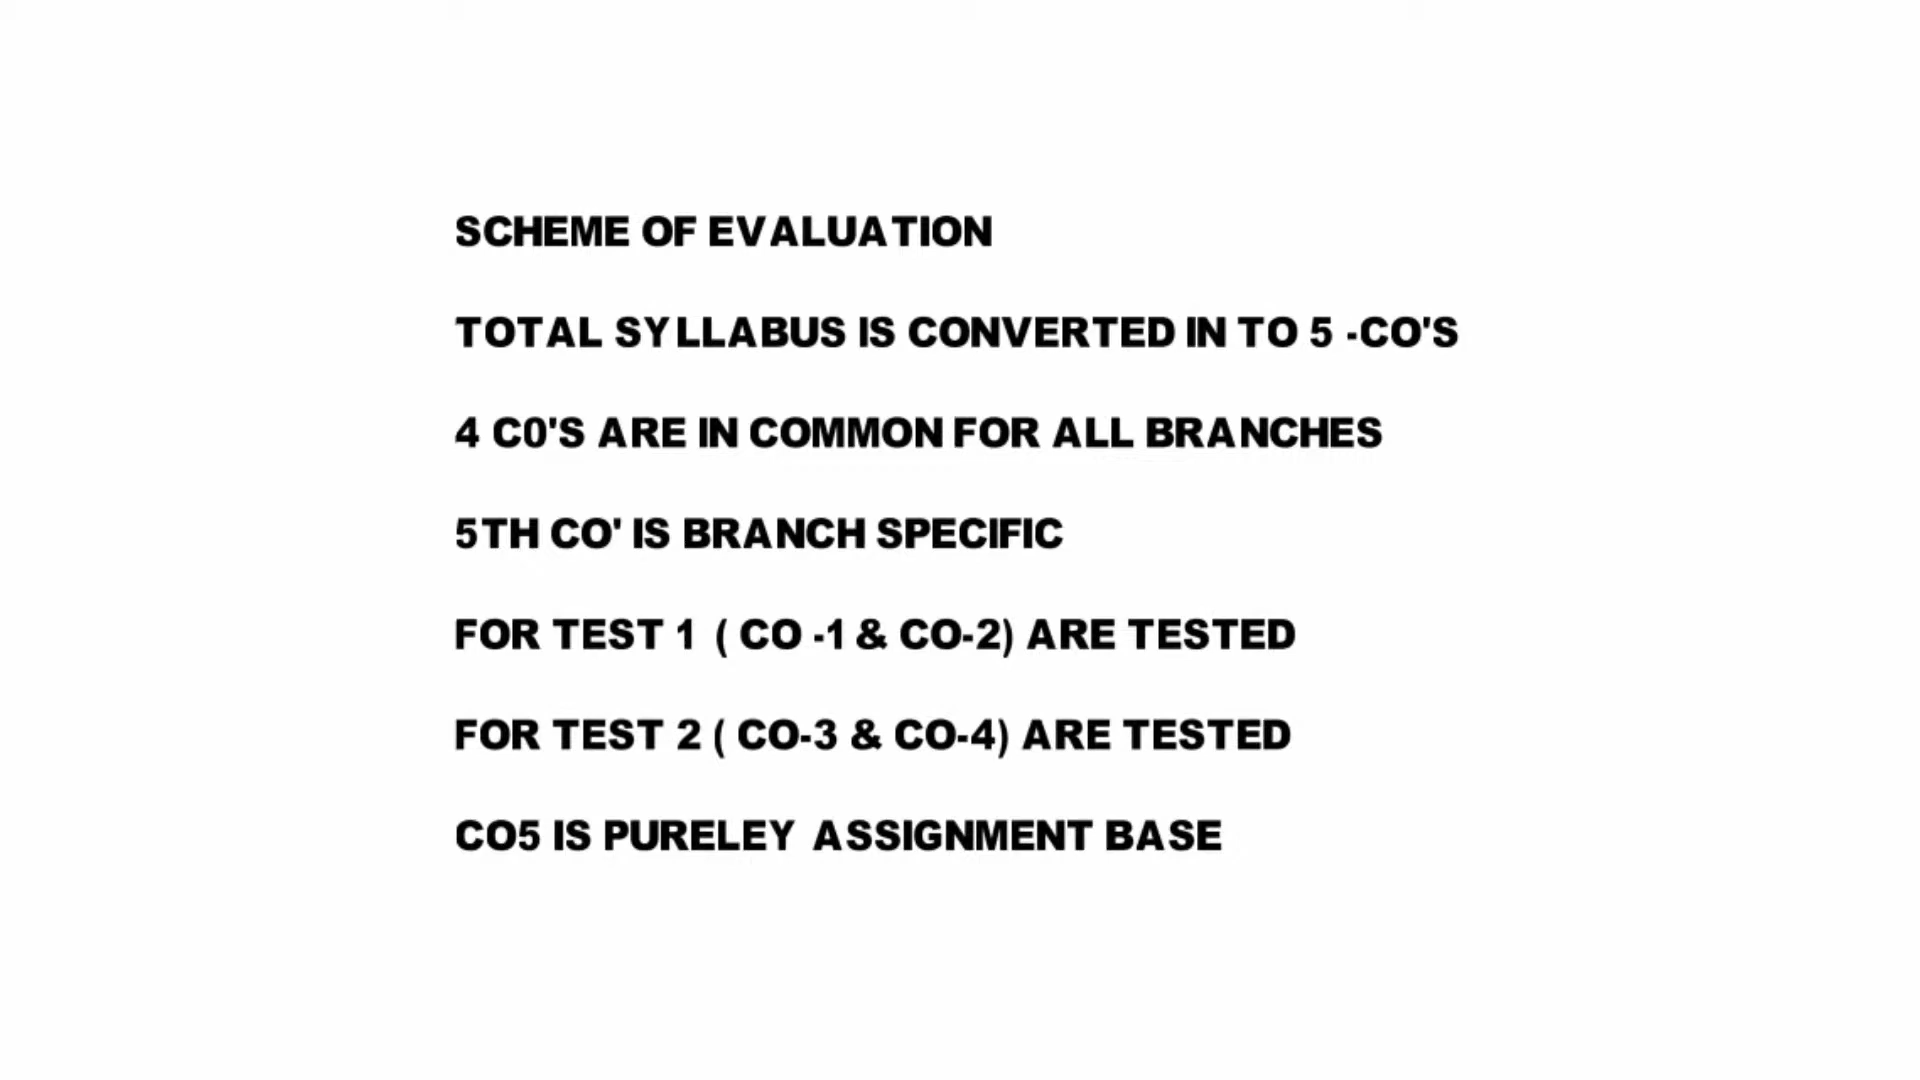 SCHEME OF EVALUATION
TOTAL SYLLABUS IS CONVERTED IN TO 5 -CO'S
4 C0'S ARE IN COMMON FOR ALL BRANCHES
5TH CO' IS BRANCH SPECIFIC
FOR TEST 1 ( CO -1 & CO-2) ARE TESTED
FOR TEST 2 ( CO-3 & CO-4) ARE TESTED
CO5 IS PURELEY ASSIGNMENT BASE